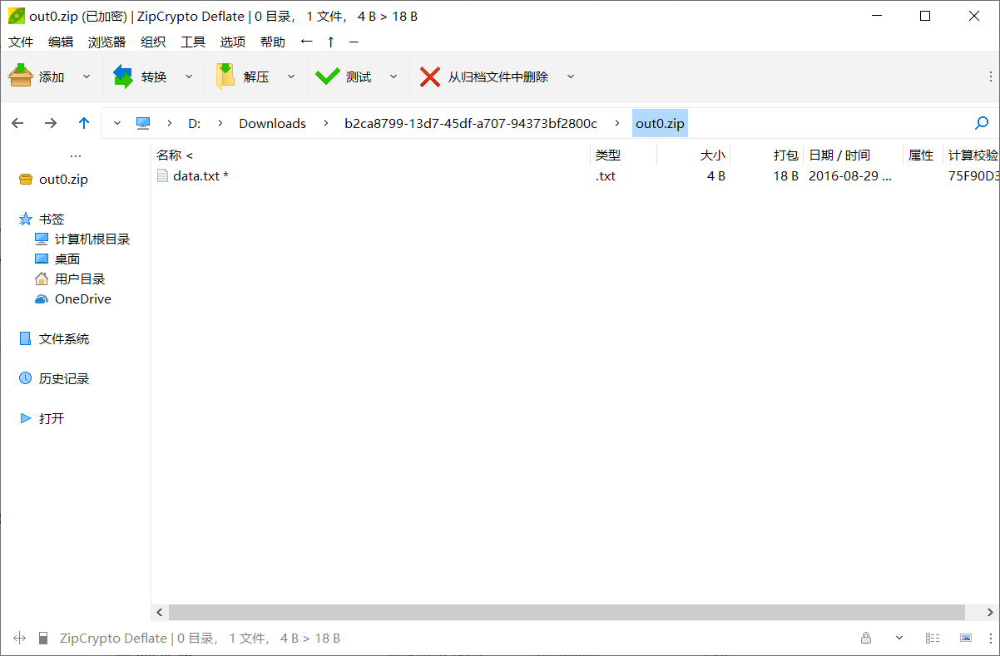 out0.zip (已加密) | ZipCrypto Deflate | 0 目录， 1 文件， 4 B > 18 B
文件 编辑 浏览器 组织 工具 选项 帮助 ← ↑ –
添加 转换 解压 测试 从归档文件中删除
D: > Downloads > b2ca8799-13d7-45df-a707-94373bf2800c > out0.zip
...
名称 < 类型 大小 打包 日期 / 时间 属性 计算校验
data.txt * .txt 4 B 18 B 2016-08-29 ... 75F90D3
out0.zip
书签
计算机根目录
桌面
用户目录
OneDrive
文件系统
历史记录
打开
ZipCrypto Deflate | 0 目录， 1 文件， 4 B > 18 B